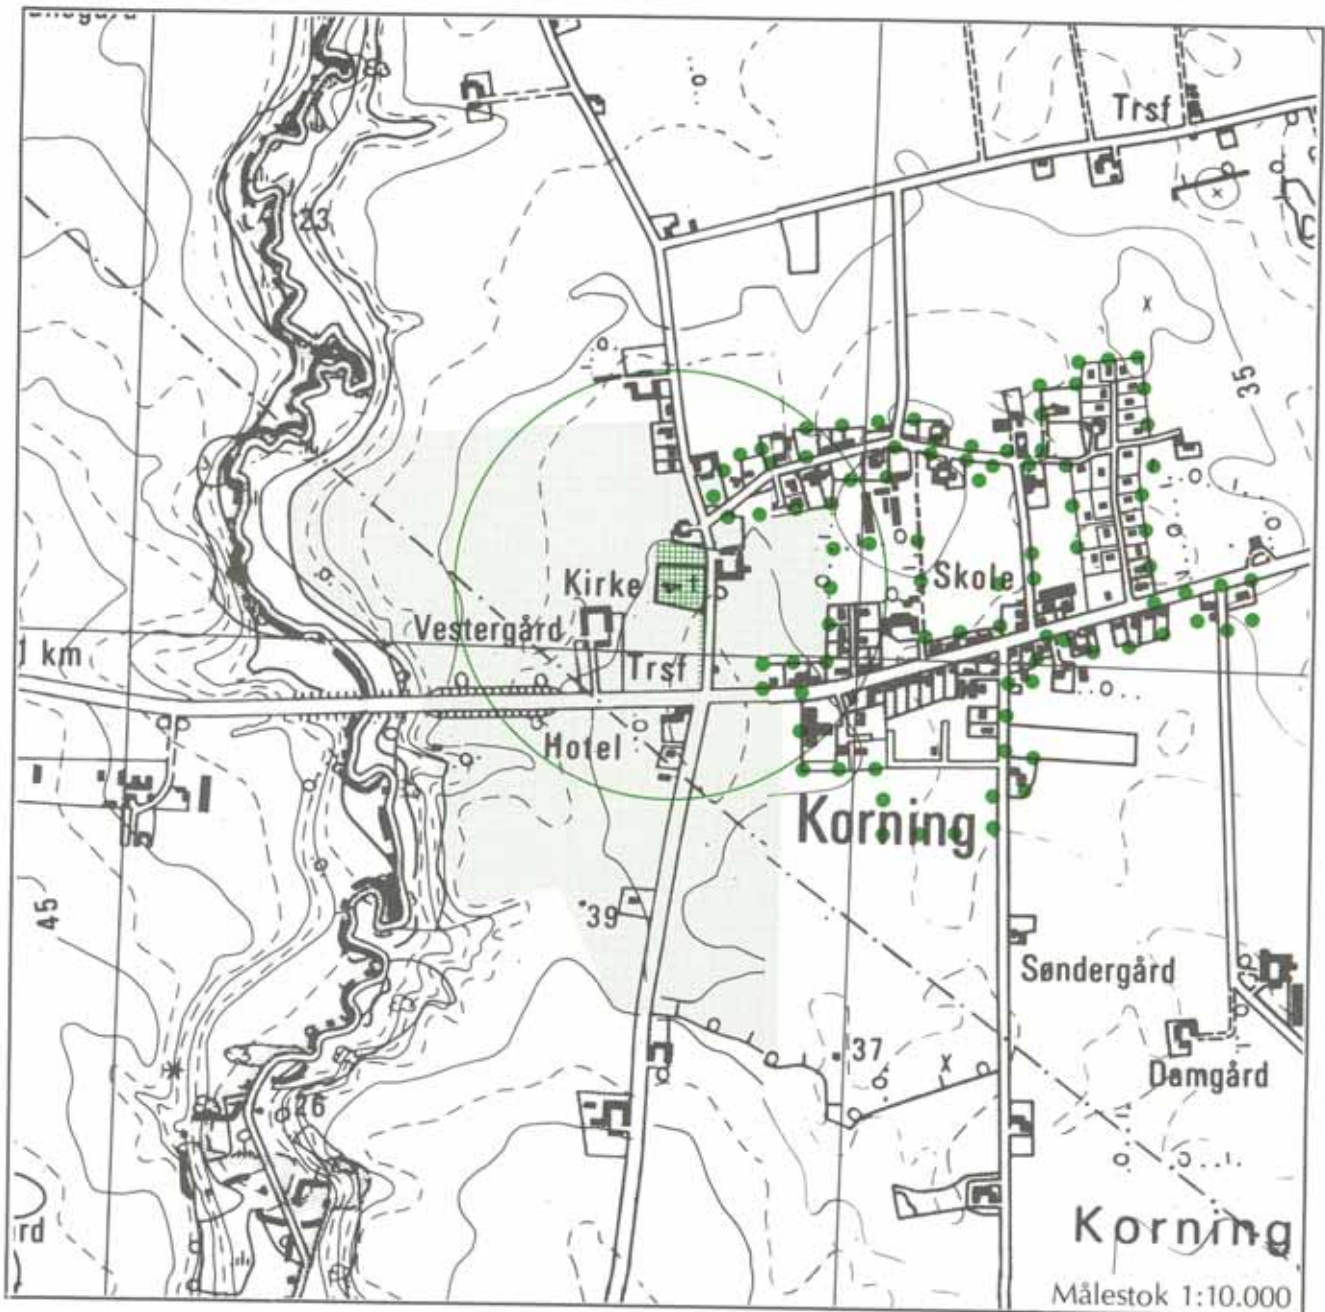 Trsf
23
35
Kirke
Skole
Vestergård
1 km
Trsf
Hotel
Korning
45
39
Søndergård
37
Damgård
26
rd
Korning
Målestok 1:10.000